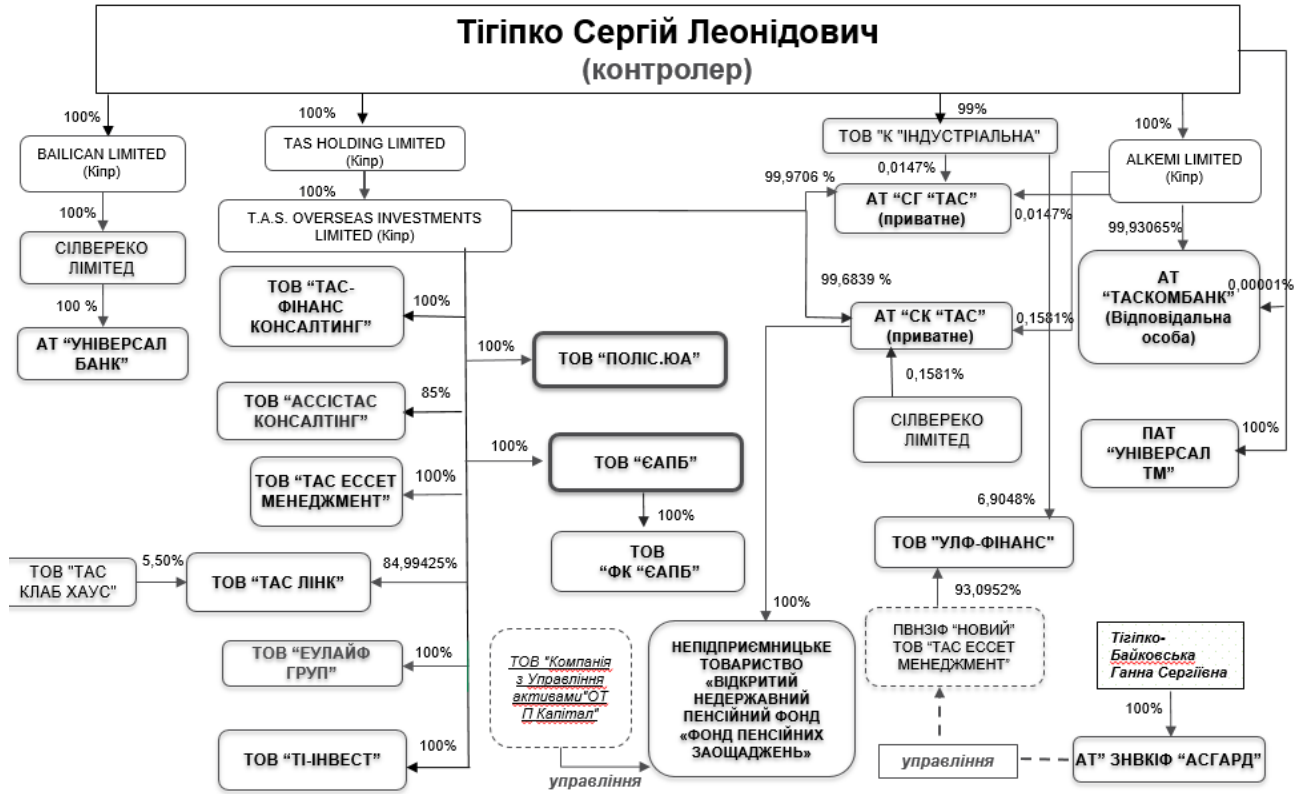 Тігіпко Сергій Леонідович
(контролер)
100%
100%
99%
100%
BAILICAN LIMITED
(Кіпр)
TAS HOLDING LIMITED
(Кіпр)
ТОВ "К "ІНДУСТРІАЛЬНА"
ALKEMI LIMITED
(Кіпр)
100%
100%
99,9706 %
0,0147%
АТ “СГ “ТАС”
(приватне)
0,0147%
99,93065%
T.A.S. OVERSEAS INVESTMENTS
LIMITED (Кіпр)
СІЛВЕРЕКО
ЛІМІТЕД
100 %
АТ “УНІВЕРСАЛ
БАНК”
ТОВ “ТАС-
ФІНАНС
КОНСАЛТИНГ”
100%
99,6839 %
АТ “СК “ТАС”
(приватне)
0,1581%
АТ
“ТАСКОМБАНК”
(Відповідальна
особа)
0,00001%
100%
ТОВ “ПОЛІС.ЮА”
0,1581%
ТОВ “АССІСТАС
КОНСАЛТІНГ”
85%
СІЛВЕРЕКО
ЛІМІТЕД
ПАТ
“УНІВЕРСАЛ
ТМ”
100%
100%
ТОВ “ЄАПБ”
ТОВ “ТАС ЕССЕТ
МЕНЕДЖМЕНТ”
100%
100%
6,9048%
ТОВ
“ФК “ЄАПБ”
ТОВ "УЛФ-ФІНАНС"
ТОВ "ТАС
КЛАБ ХАУС"
5,50%
ТОВ “ТАС ЛІНК”
84,99425%
93,0952%
100%
ТОВ “ЕУЛАЙФ
ГРУП”
100%
ТОВ "Компанія
з Управління
активами"ОТ
П Капітал"
НЕПІДПРИЄМНИЦЬКЕ
ТОВАРИСТВО
«ВІДКРИТИЙ
НЕДЕРЖАВНИЙ
ПЕНСІЙНИЙ ФОНД
«ФОНД ПЕНСІЙНИХ
ЗАОЩАДЖЕНЬ»
ПВНЗІФ “НОВИЙ”
ТОВ “ТАС ЕССЕТ
МЕНЕДЖМЕНТ”
Тігіпко-
Байковська
Ганна Сергіївна
100%
ТОВ “ТІ-ІНВЕСТ”
100%
управління
управління
АТ” ЗНВКІФ “АСГАРД”